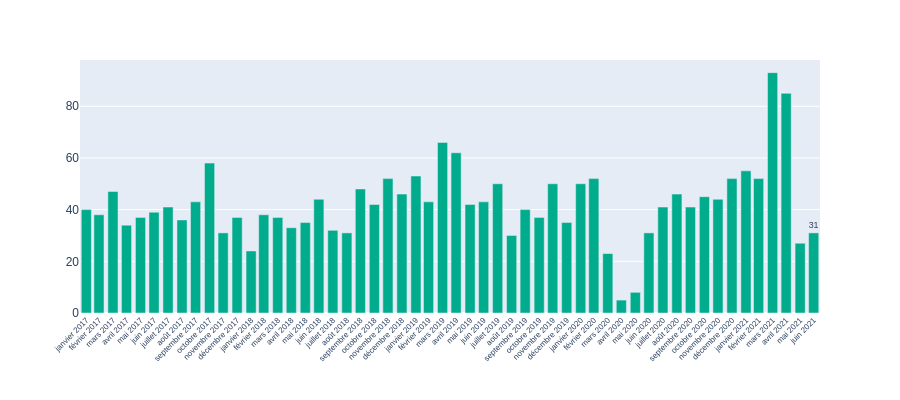 80
60
40
20
0
31
janvier 2017
février 2017
mars 2017
avril 2017
mai 2017
juin 2017
juillet 2017
août 2017
septembre 2017
octobre 2017
novembre 2017
décembre 2017
janvier 2018
février 2018
mars 2018
avril 2018
mai 2018
juin 2018
juillet 2018
août 2018
septembre 2018
octobre 2018
novembre 2018
décembre 2018
janvier 2019
février 2019
mars 2019
avril 2019
mai 2019
juin 2019
juillet 2019
août 2019
septembre 2019
octobre 2019
novembre 2019
décembre 2019
janvier 2020
février 2020
mars 2020
avril 2020
mai 2020
juin 2020
juillet 2020
août 2020
septembre 2020
octobre 2020
novembre 2020
décembre 2020
janvier 2021
février 2021
mars 2021
avril 2021
mai 2021
juin 2021